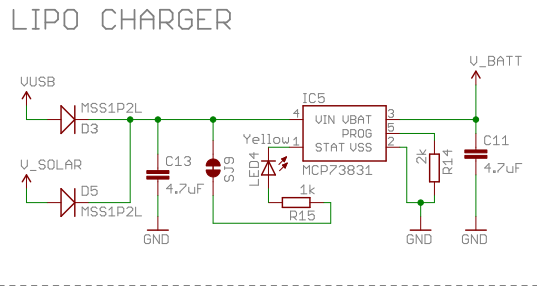 LIPO CHARGER
V_BATT
VUSB
MSS1P2L
D3
IC5
4
VIN
VBAT
3
PROG
5
STAT
VSS
1
2
MCP73831
Yellow
LED4
C13
4.7uF
SJ9
1k
R15
2k
R14
C11
4.7uF
V_SOLAR
D5
MSS1P2L
GND
GND
GND